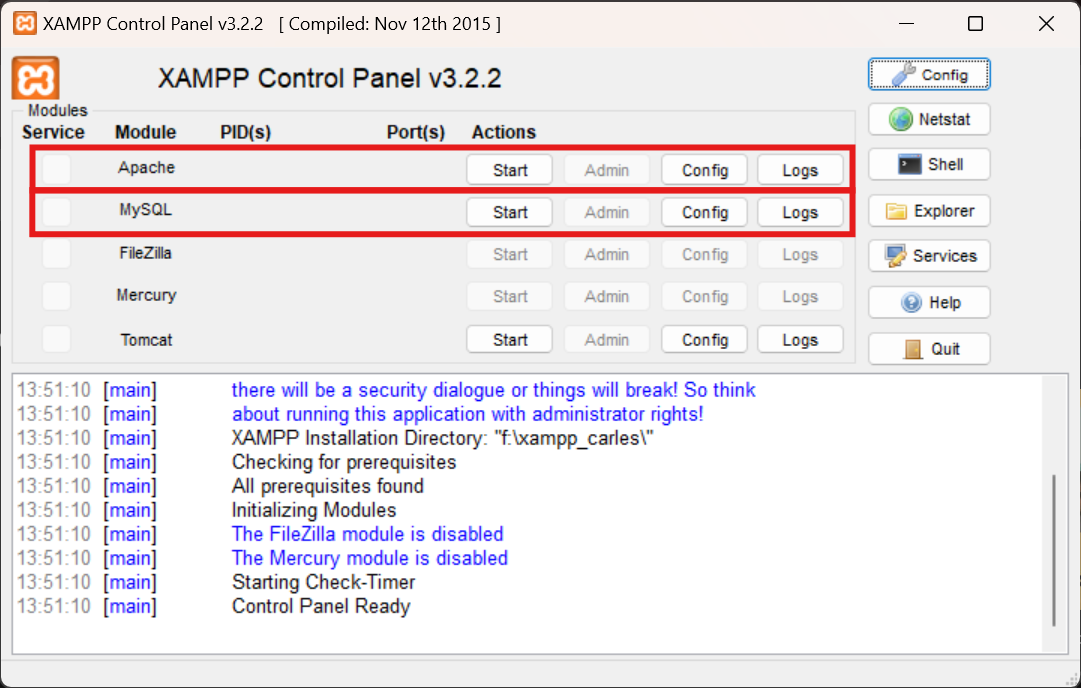 XAMPP Control Panel v3.2.2 [ Compiled: Nov 12th 2015 ]
XAMPP Control Panel v3.2.2
Config
Modules
Service Module PID(s) Port(s) Actions
Netstat
Apache Start Admin Config Logs
Shell
MySQL Start Admin Config Logs
Explorer
FileZilla Start Admin Config Logs
Services
Mercury Start Admin Config Logs
Help
Tomcat Start Admin Config Logs
Quit
13:51:10 [main] there will be a security dialogue or things will break! So think
13:51:10 [main] about running this application with administrator rights!
13:51:10 [main] XAMPP Installation Directory: "f:\xampp_carles\"
13:51:10 [main] Checking for prerequisites
13:51:10 [main] All prerequisites found
13:51:10 [main] Initializing Modules
13:51:10 [main] The FileZilla module is disabled
13:51:10 [main] The Mercury module is disabled
13:51:10 [main] Starting Check-Timer
13:51:10 [main] Control Panel Ready